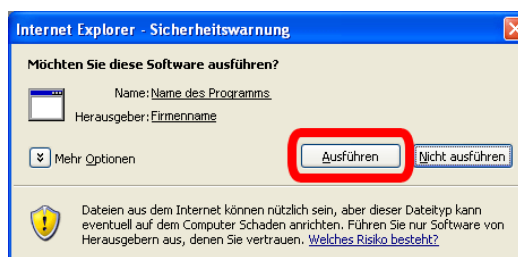 Internet Explorer - Sicherheitswarnung
Möchten Sie diese Software ausführen?
Name: Name des Programms
Herausgeber: Firmenname
Mehr Optionen
Ausführen
Nicht ausführen
Dateien aus dem Internet können nützlich sein, aber dieser Dateityp kann
eventuell auf dem Computer Schaden anrichten. Führen Sie nur Software von
Herausgebern aus, denen Sie vertrauen. Welches Risiko besteht?